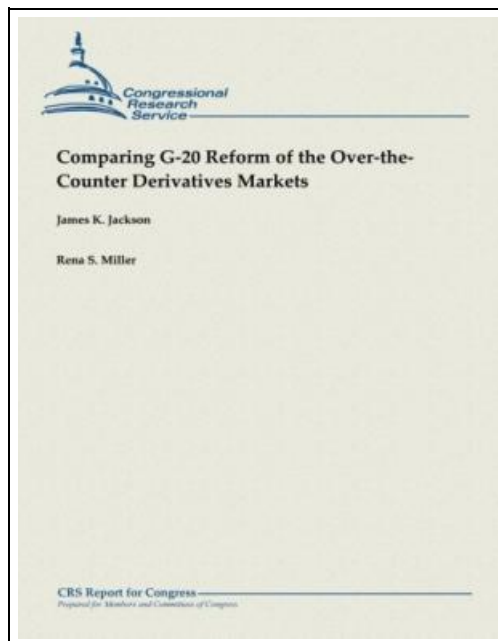 Congressional
Research
Service
Comparing G-20 Reform of the Over-the-
Counter Derivatives Markets
James K. Jackson
Rena S. Miller
CRS Report for Congress
Prepared for Members and Committees of Congress